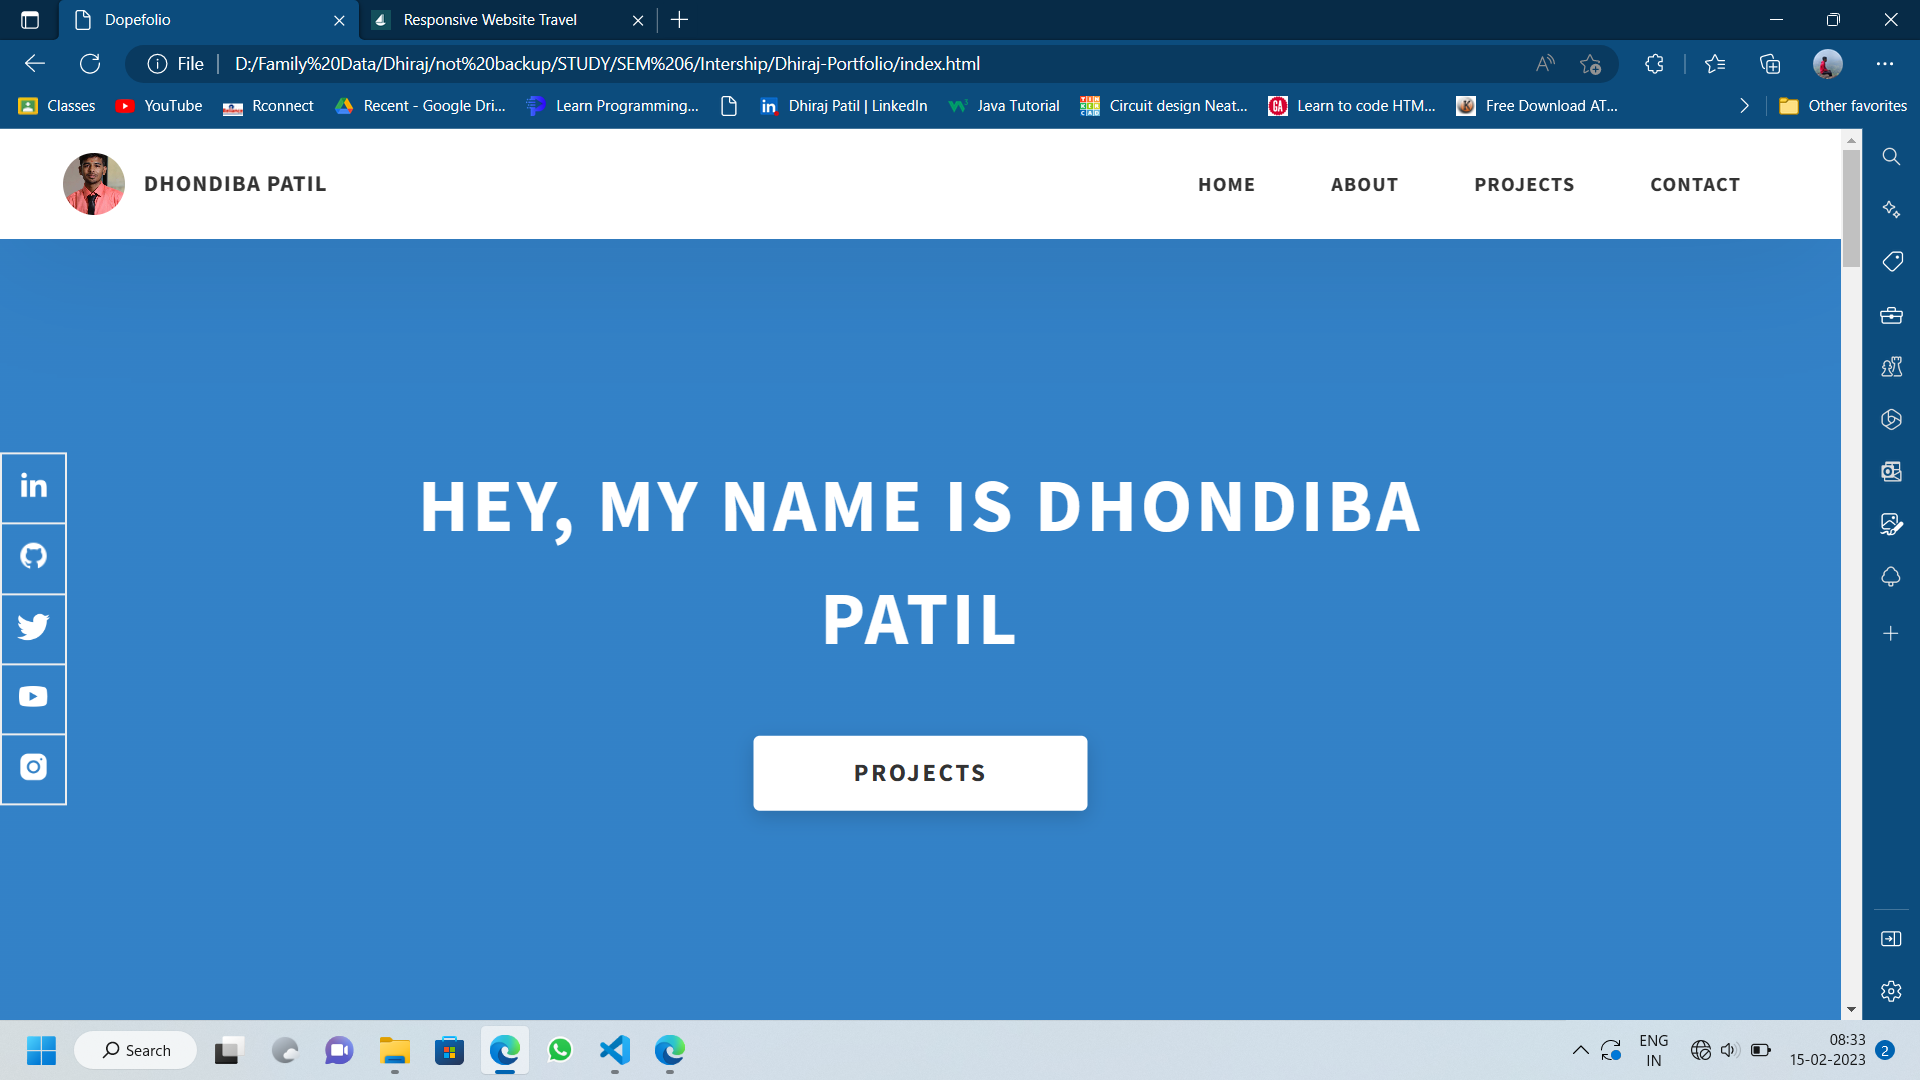 Dopefolio
Responsive Website Travel
File
D:/Family%20Data/Dhiraj/not%20backup/STUDY/SEM%206/Intership/Dhiraj-Portfolio/index.html
Classes
YouTube
Rconnect
Recent - Google Dri...
Learn Programming...
Dhiraj Patil | LinkedIn
Java Tutorial
Circuit design Neat...
Learn to code HTM...
Free Download AT...
Other favorites
DHONDIBA PATIL
HOME
ABOUT
PROJECTS
CONTACT
HEY, MY NAME IS DHONDIBA
PATIL
PROJECTS
Search
ENG
IN
08:33
15-02-2023
2